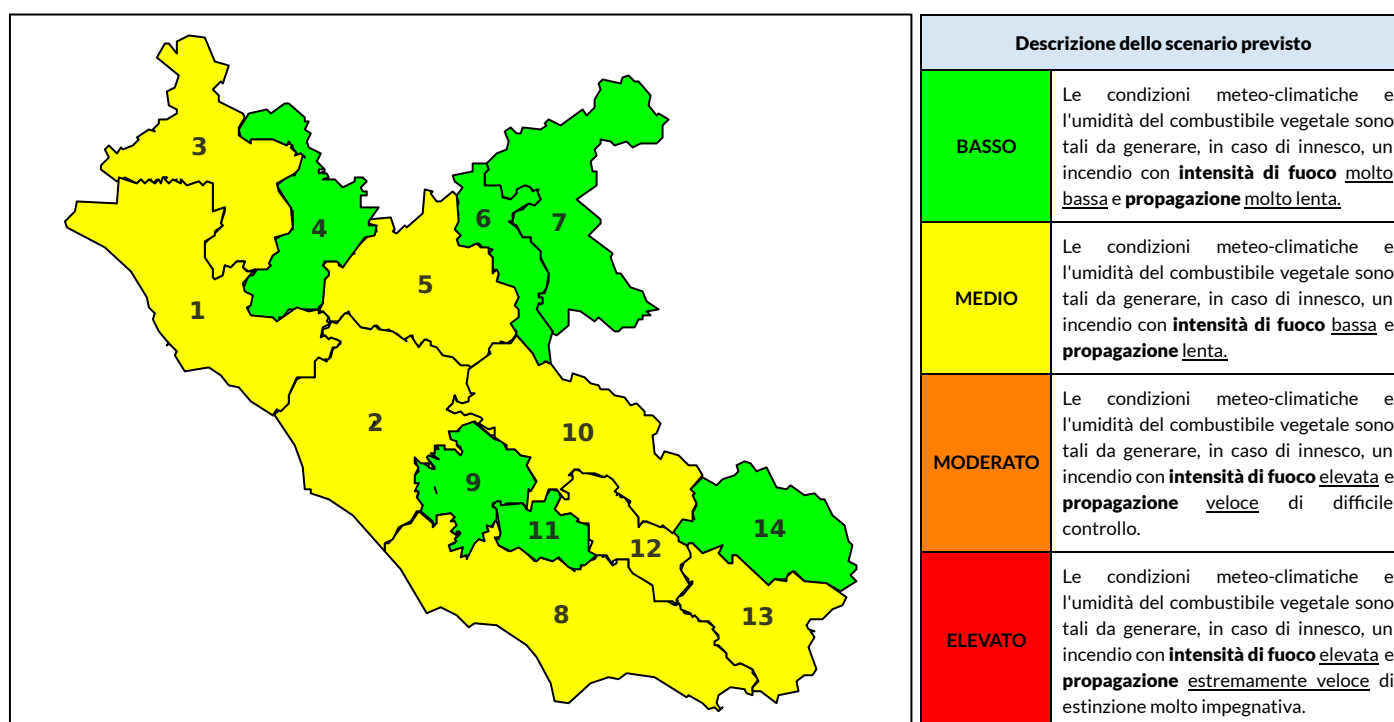 3
4
6
7
5
1
2
10
9
11
12
14
8
13
Descrizione dello scenario previsto
BASSO
Le condizioni meteo-climatiche e
l'umidità del combustibile vegetale sono
tali da generare, in caso di innesco, un
incendio con intensità di fuoco molto
bassa e propagazione molto lenta.
MEDIO
Le condizioni meteo-climatiche e
l'umidità del combustibile vegetale sono
tali da generare, in caso di innesco, un
incendio con intensità di fuoco bassa e
propagazione lenta.
MODERATO
Le condizioni meteo-climatiche e
l'umidità del combustibile vegetale sono
tali da generare, in caso di innesco, un
incendio con intensità di fuoco elevata e
propagazione veloce di difficile
controllo.
ELEVATO
Le condizioni meteo-climatiche e
l'umidità del combustibile vegetale sono
tali da generare, in caso di innesco, un
incendio con intensità di fuoco elevata e
propagazione estremamente veloce di
estinzione molto impegnativa.